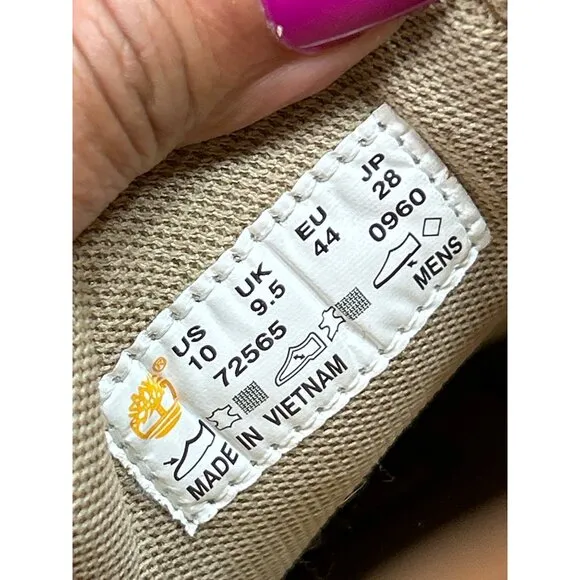 US UK EU JP
10 9.5 44 28
72565 0960
MADE IN VIETNAM MENS
®